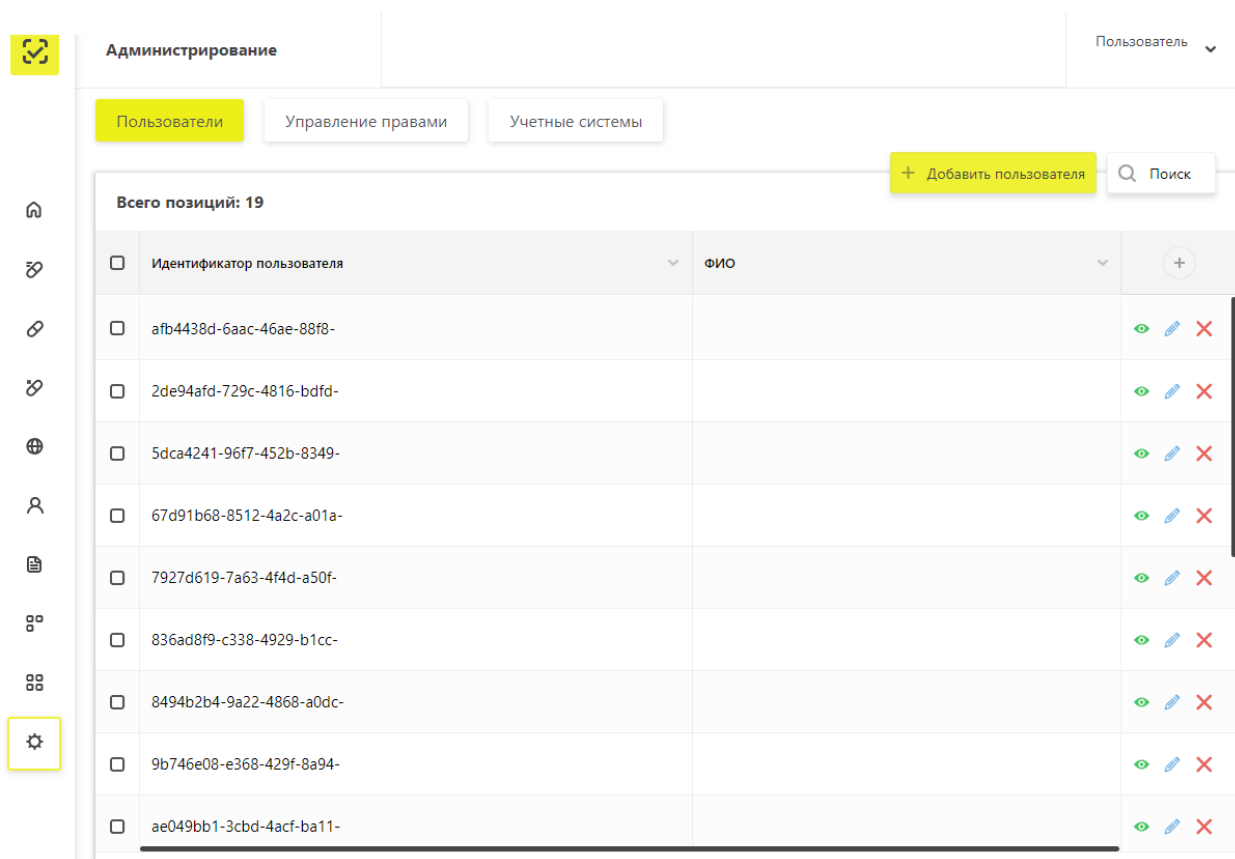 Администрирование
Пользователь
Пользователи
Управление правами
Учетные системы
+ Добавить пользователя
Поиск
Всего позиций: 19
Идентификатор пользователя
ФИО
afb4438d-6aac-46ae-88f8-
2de94afd-729c-4816-bdfd-
5dca4241-96f7-452b-8349-
67d91b68-8512-4a2c-a01a-
7927d619-7a63-4f4d-a50f-
836ad8f9-c338-4929-b1cc-
8494b2b4-9a22-4868-a0dc-
9b746e08-e368-429f-8a94-
ae049bb1-3cbd-4acf-ba11-